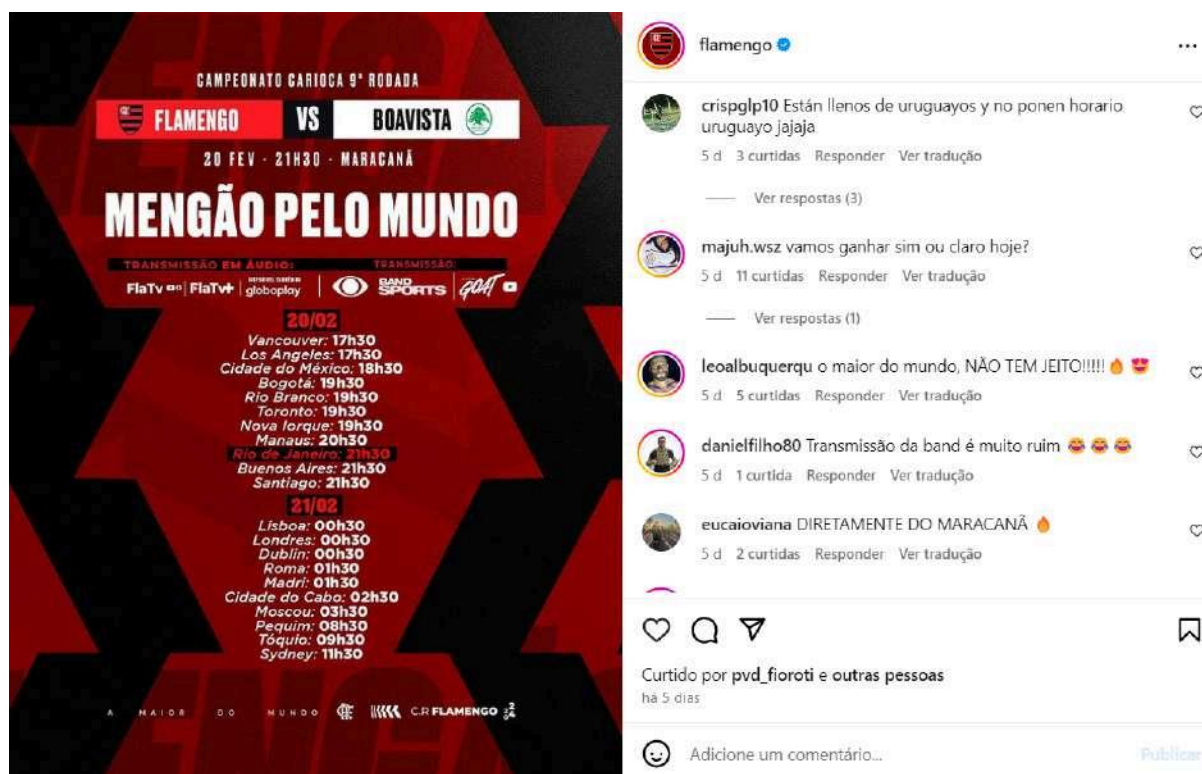 CAMPEONATO CARIOCA 9ª RODADA
FLAMENGO VS BOAVISTA
20 FEV - 21H30 - MARACANÃ
MENGÃO PELO MUNDO
TRANSMISSÃO EM ÁUDIO:
TRANSMISSÃO:
FlaTv FlaTv+ globoplay BAND SPORTS GOAT
20/02
Vancouver: 17h30
Los Angeles: 17h30
Cidade do México: 18h30
Bogotá: 19h30
Rio Branco: 19h30
Toronto: 19h30
Nova Iorque: 19h30
Manaus: 20h30
Rio de Janeiro: 21h30
Buenos Aires: 21h30
Santiago: 21h30
21/02
Lisboa: 00h30
Londres: 00h30
Dublin: 00h30
Roma: 01h30
Madri: 01h30
Cidade do Cabo: 02h30
Moscou: 03h30
Pequim: 08h30
Tóquio: 09h30
Sydney: 11h30
A MAIOR DO MUNDO C.R FLAMENGO
flamengo
crispglp10 Están llenos de uruguayos y no ponen horario
uruguayo jajaja
5 d 3 curtidas Responder Ver tradução
Ver respostas (3)
majuh.wsz vamos ganhar sim ou claro hoje?
5 d 11 curtidas Responder Ver tradução
Ver respostas (1)
leoalbuquerqu o maior do mundo, NÃO TEM JEITO!!!!! 🔥 😍
5 d 5 curtidas Responder Ver tradução
danielfilho80 Transmissão da band é muito ruim 😂 😂 😂
5 d 1 curtida Responder Ver tradução
eucaioviana DIRETAMENTE DO MARACANÃ 🔥
5 d 2 curtidas Responder Ver tradução
Curtido por pvd_fioroti e outras pessoas
há 5 dias
Adicione um comentário...
Publicar